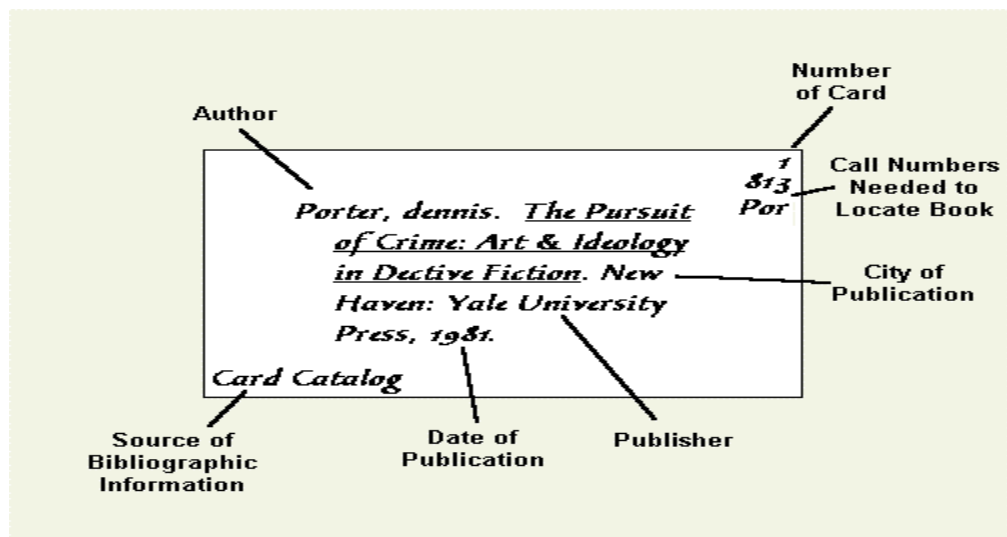 Number
of Card
Author
1
813
Por
Call Numbers
Needed to
Locate Book
Porter, dennis. The Pursuit
of Crime: Art & Ideology
in Dective Fiction. New
Haven: Yale University
Press, 1981.
City of
Publication
Card Catalog
Source of
Bibliographic
Information
Date of
Publication
Publisher